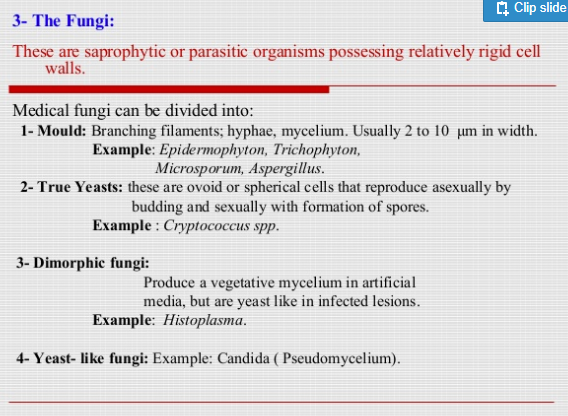 Clip slide
3- The Fungi:
These are saprophytic or parasitic organisms possessing relatively rigid cell
walls.
Medical fungi can be divided into:
1- Mould: Branching filaments; hyphae, mycelium. Usually 2 to 10 μm in width.
Example: Epidermophyton, Trichophyton,
Microsporum, Aspergillus.
2- True Yeasts: these are ovoid or spherical cells that reproduce asexually by
budding and sexually with formation of spores.
Example : Cryptococcus spp.
3- Dimorphic fungi:
Produce a vegetative mycelium in artificial
media, but are yeast like in infected lesions.
Example: Histoplasma.
4- Yeast- like fungi: Example: Candida ( Pseudomycelium).